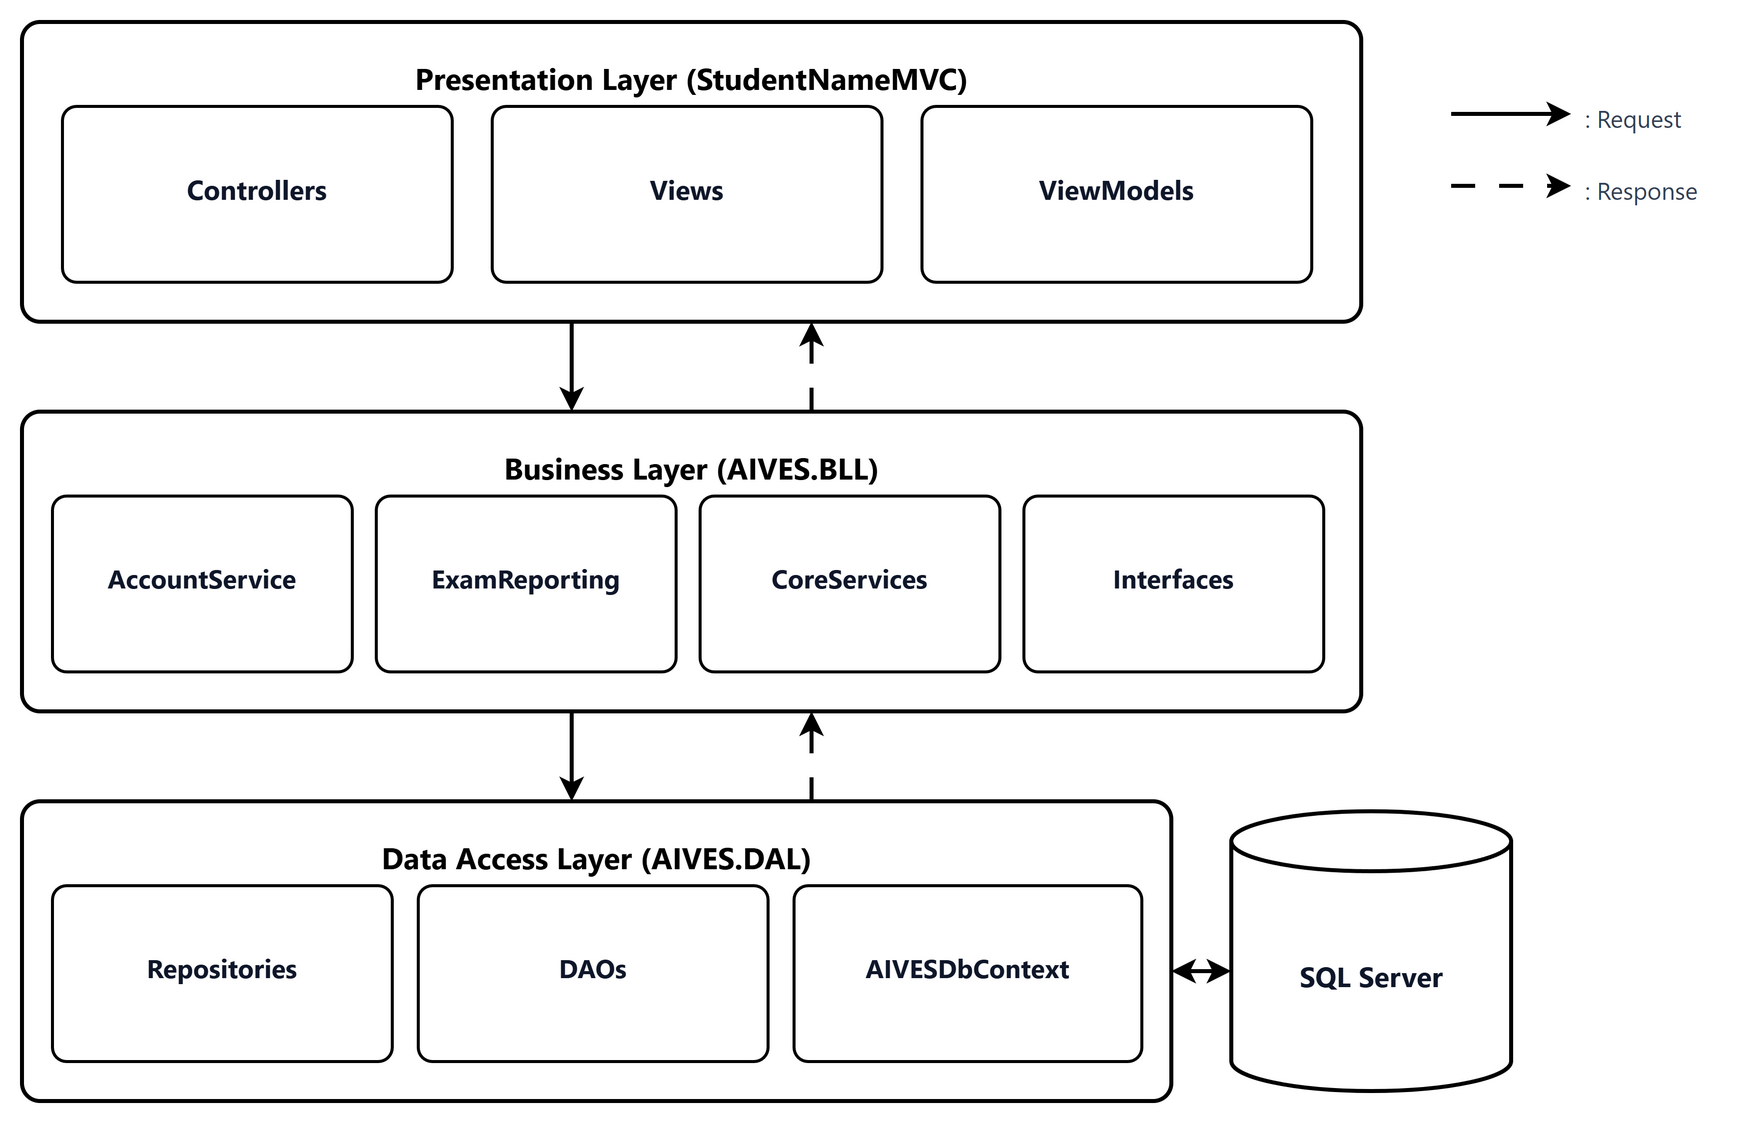 Presentation Layer (StudentNameMVC)
Controllers
Views
ViewModels
: Request
: Response
Business Layer (AIVES.BLL)
AccountService
ExamReporting
CoreServices
Interfaces
Data Access Layer (AIVES.DAL)
Repositories
DAOs
AIVESDbContext
SQL Server